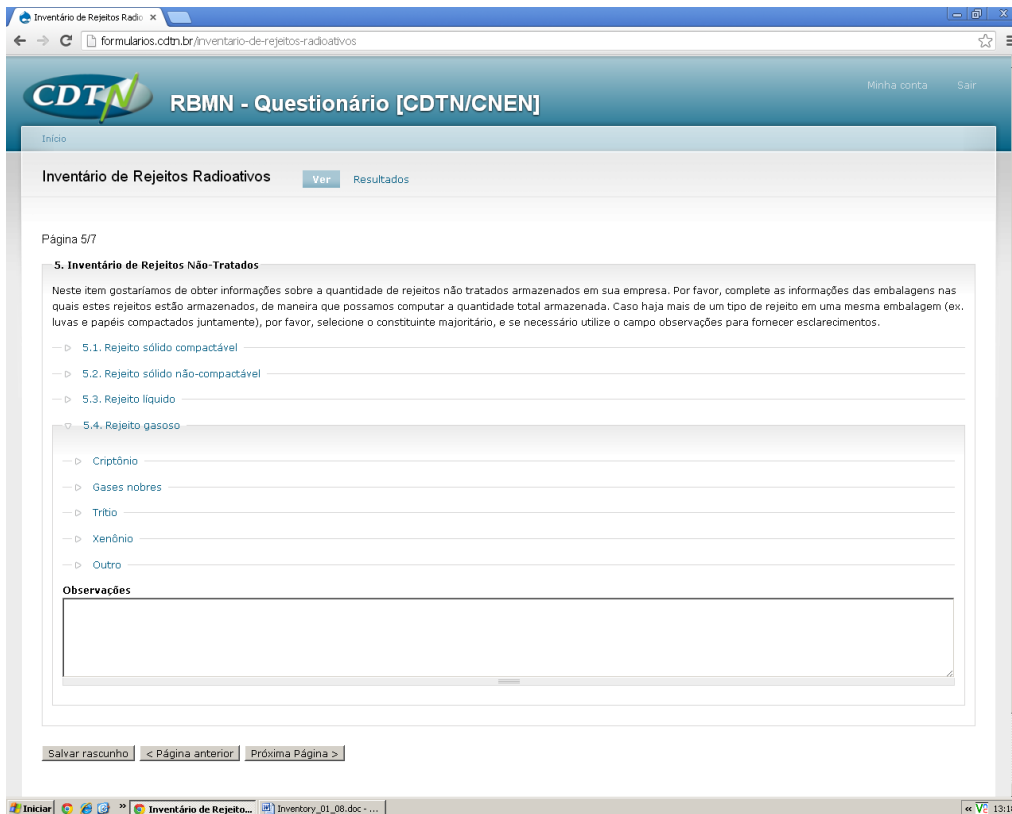 Inventário de Rejeitos Radio
formularios.cdtn.br/inventario-de-rejeitos-radioativos
CDTN
RBMN - Questionário [CDTN/CNEN]
Minha conta Sair
Início
Inventário de Rejeitos Radioativos Ver Resultados
Página 5/7
5. Inventário de Rejeitos Não-Tratados
Neste item gostaríamos de obter informações sobre a quantidade de rejeitos não tratados armazenados em sua empresa. Por favor, complete as informações das embalagens nas
quais estes rejeitos estão armazenados, de maneira que possamos computar a quantidade total armazenada. Caso haja mais de um tipo de rejeito em uma mesma embalagem (ex.
luvas e papéis compactados juntamente), por favor, selecione o constituinte majoritário, e se necessário utilize o campo observações para fornecer esclarecimentos.
5.1. Rejeito sólido compactável
5.2. Rejeito sólido não-compactável
5.3. Rejeito líquido
5.4. Rejeito gasoso
Criptônio
Gases nobres
Trítio
Xenônio
Outro
Observações
Salvar rascunho < Página anterior Próxima Página >
Iniciar » Inventário de Rejeito... Inventory_01_08.doc - ... « 13:18